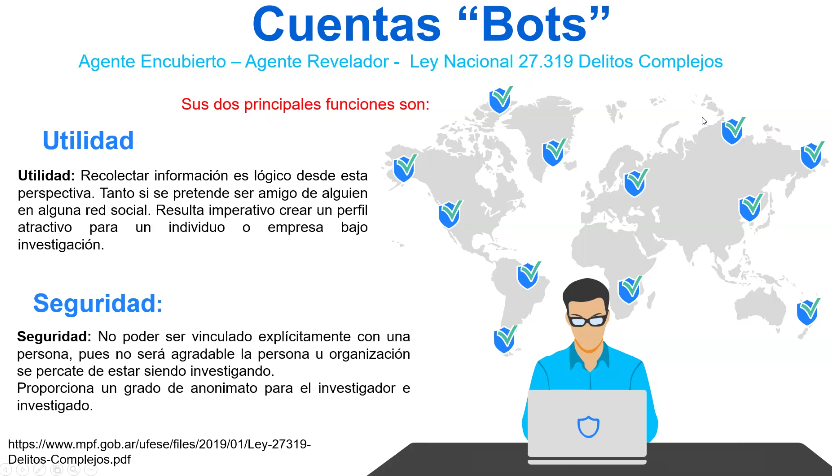 Cuentas “Bots”
Agente Encubierto – Agente Revelador - Ley Nacional 27.319 Delitos Complejos
Sus dos principales funciones son:
Utilidad
Utilidad: Recolectar información es lógico desde esta
perspectiva. Tanto si se pretende ser amigo de alguien
en alguna red social. Resulta imperativo crear un perfil
atractivo para un individuo o empresa bajo
investigación.
Seguridad:
Seguridad: No poder ser vinculado explícitamente con una
persona, pues no será agradable la persona u organización
se percate de estar siendo investigando.
Proporciona un grado de anonimato para el investigador e
investigado.
https://www.mpf.gob.ar/ufese/files/2019/01/Ley-27319-
Delitos-Complejos.pdf